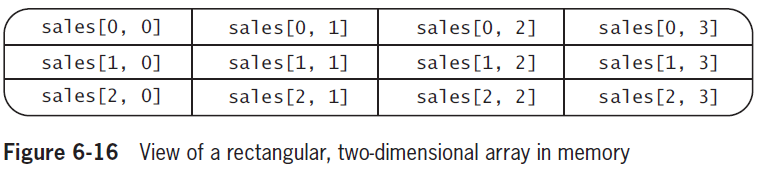 sales[0, 0] sales[0, 1] sales[0, 2] sales[0, 3]
sales[1, 0] sales[1, 1] sales[1, 2] sales[1, 3]
sales[2, 0] sales[2, 1] sales[2, 2] sales[2, 3]
Figure 6-16 View of a rectangular, two-dimensional array in memory